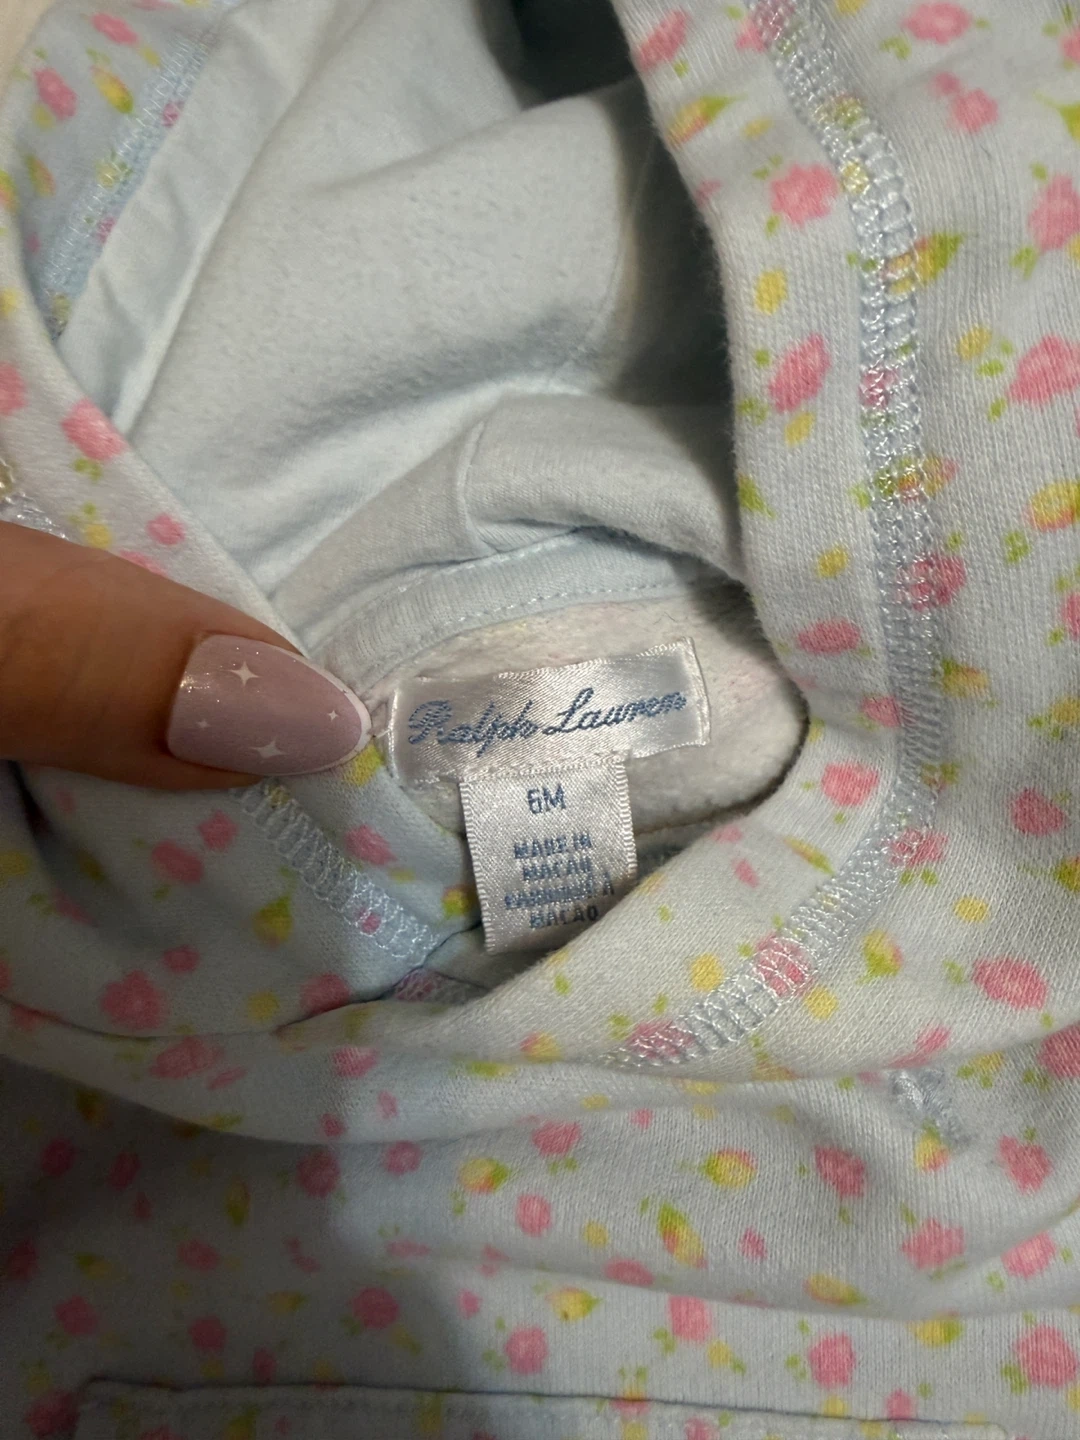 Ralph Lauren
6M
MADE IN
MACAU
FABRIQUÉ À
MACAO